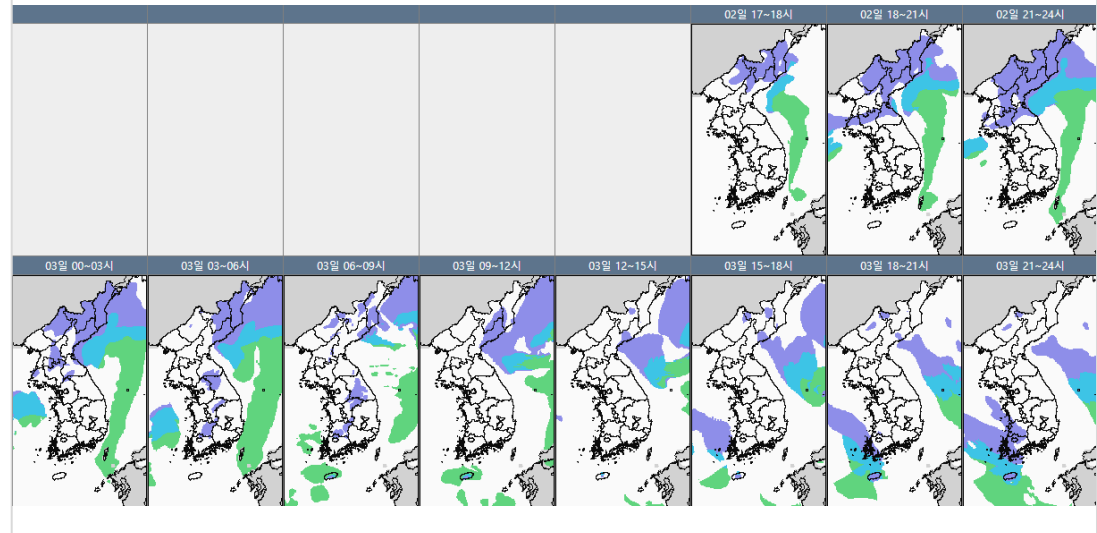 02일 17~18시
02일 18~21시
02일 21~24시
03일 00~03시
03일 03~06시
03일 06~09시
03일 09~12시
03일 12~15시
03일 15~18시
03일 18~21시
03일 21~24시